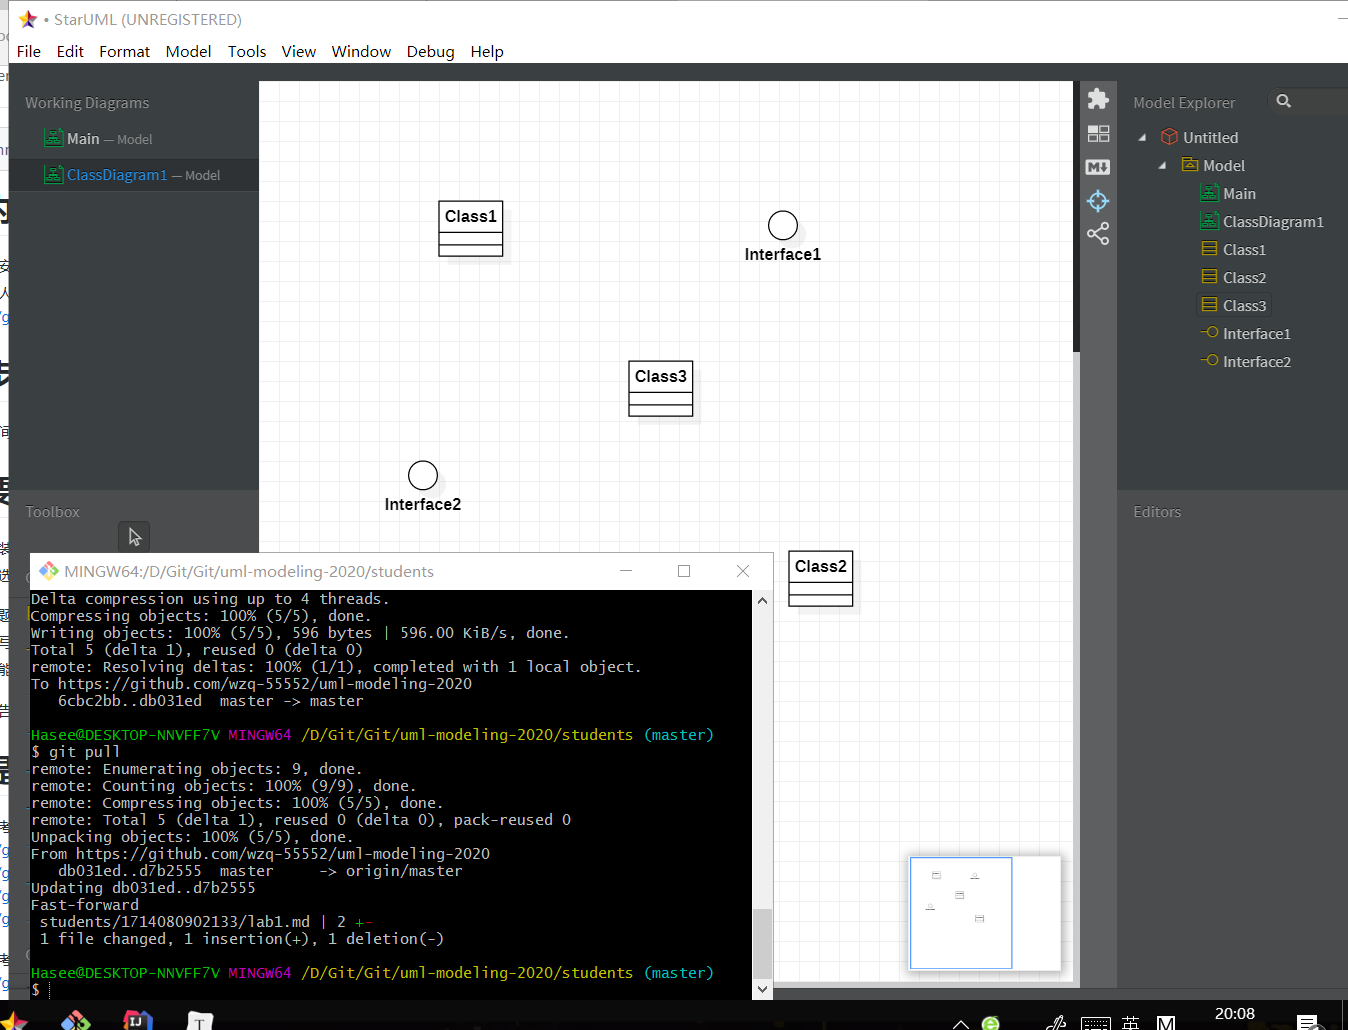 • StarUML (UNREGISTERED)
File Edit Format Model Tools View Window Debug Help
Working Diagrams
Main — Model
ClassDiagram1 — Model
Toolbox
Class1
Interface1
Class3
Interface2
Class2
Model Explorer
Untitled
Model
Main
ClassDiagram1
Class1
Class2
Class3
Interface1
Interface2
Editors
MINGW64:/D/Git/Git/uml-modeling-2020/students
Delta compression using up to 4 threads.
Compressing objects: 100% (5/5), done.
Writing objects: 100% (5/5), 596 bytes | 596.00 KiB/s, done.
Total 5 (delta 1), reused 0 (delta 0)
remote: Resolving deltas: 100% (1/1), completed with 1 local object.
To https://github.com/wzq-55552/uml-modeling-2020
6cbc2bb..db031ed master -> master
Hasee@DESKTOP-NNVFF7V MINGW64 /D/Git/Git/uml-modeling-2020/students (master)
$ git pull
remote: Enumerating objects: 9, done.
remote: Counting objects: 100% (9/9), done.
remote: Compressing objects: 100% (5/5), done.
remote: Total 5 (delta 1), reused 0 (delta 0), pack-reused 0
Unpacking objects: 100% (5/5), done.
From https://github.com/wzq-55552/uml-modeling-2020
db031ed..d7b2555 master -> origin/master
Updating db031ed..d7b2555
Fast-forward
students/1714080902133/lab1.md | 2 +-
1 file changed, 1 insertion(+), 1 deletion(-)
Hasee@DESKTOP-NNVFF7V MINGW64 /D/Git/Git/uml-modeling-2020/students (master)
$
英
M
20:08